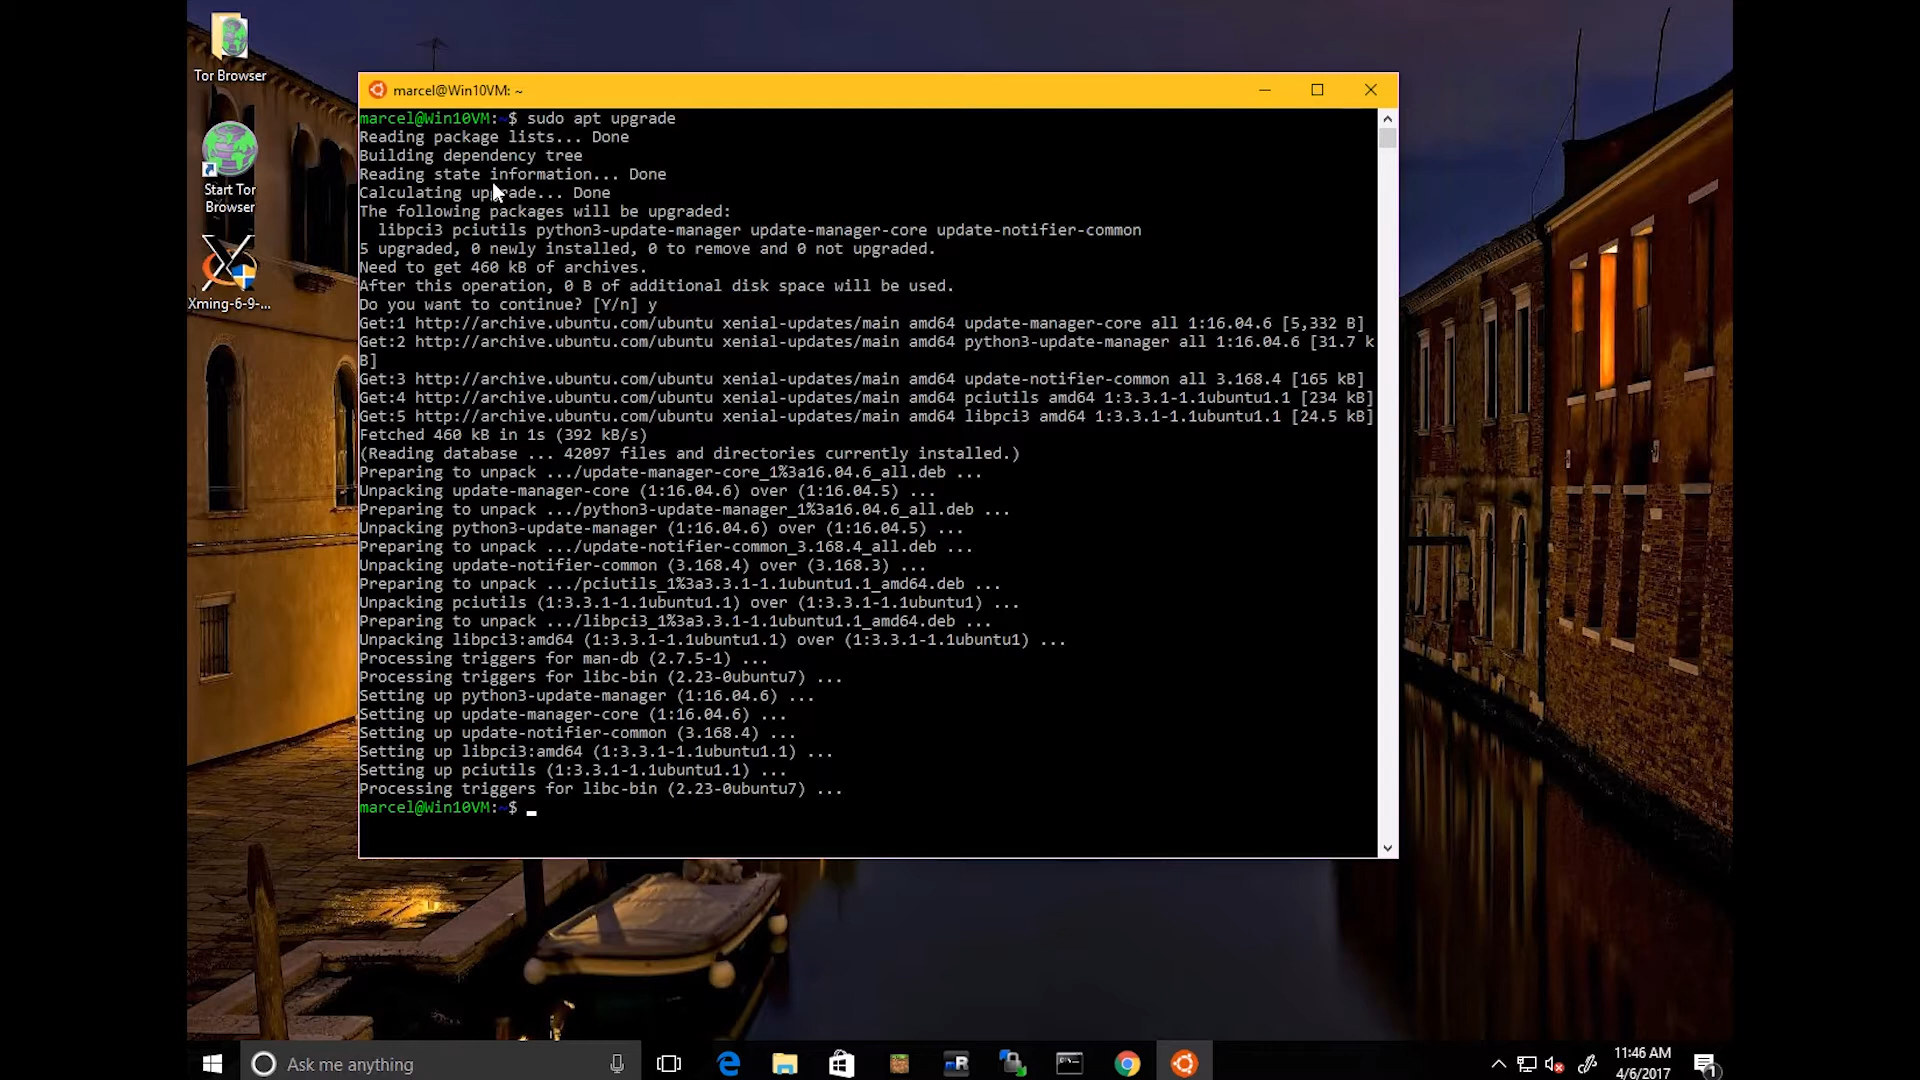 Tor Browser
Start Tor
Browser
Xming-6-9-...
marcel@Win10VM: ~
marcel@Win10VM:~$ sudo apt upgrade
Reading package lists... Done
Building dependency tree
Reading state information... Done
Calculating upgrade... Done
The following packages will be upgraded:
  libpci3 pciutils python3-update-manager update-manager-core update-notifier-common
5 upgraded, 0 newly installed, 0 to remove and 0 not upgraded.
Need to get 460 kB of archives.
After this operation, 0 B of additional disk space will be used.
Do you want to continue? [Y/n] y
Get:1 http://archive.ubuntu.com/ubuntu xenial-updates/main amd64 update-manager-core all 1:16.04.6 [5,332 B]
Get:2 http://archive.ubuntu.com/ubuntu xenial-updates/main amd64 python3-update-manager all 1:16.04.6 [31.7 k
B]
Get:3 http://archive.ubuntu.com/ubuntu xenial-updates/main amd64 update-notifier-common all 3.168.4 [165 kB]
Get:4 http://archive.ubuntu.com/ubuntu xenial-updates/main amd64 pciutils amd64 1:3.3.1-1.1ubuntu1.1 [234 kB]
Get:5 http://archive.ubuntu.com/ubuntu xenial-updates/main amd64 libpci3 amd64 1:3.3.1-1.1ubuntu1.1 [24.5 kB]
Fetched 460 kB in 1s (392 kB/s)
(Reading database ... 42097 files and directories currently installed.)
Preparing to unpack .../update-manager-core_1%3a16.04.6_all.deb ...
Unpacking update-manager-core (1:16.04.6) over (1:16.04.5) ...
Preparing to unpack .../python3-update-manager_1%3a16.04.6_all.deb ...
Unpacking python3-update-manager (1:16.04.6) over (1:16.04.5) ...
Preparing to unpack .../update-notifier-common_3.168.4_all.deb ...
Unpacking update-notifier-common (3.168.4) over (3.168.3) ...
Preparing to unpack .../pciutils_1%3a3.3.1-1.1ubuntu1.1_amd64.deb ...
Unpacking pciutils (1:3.3.1-1.1ubuntu1.1) over (1:3.3.1-1.1ubuntu1) ...
Preparing to unpack .../libpci3_1%3a3.3.1-1.1ubuntu1.1_amd64.deb ...
Unpacking libpci3:amd64 (1:3.3.1-1.1ubuntu1.1) over (1:3.3.1-1.1ubuntu1) ...
Processing triggers for man-db (2.7.5-1) ...
Processing triggers for libc-bin (2.23-0ubuntu7) ...
Setting up python3-update-manager (1:16.04.6) ...
Setting up update-manager-core (1:16.04.6) ...
Setting up update-notifier-common (3.168.4) ...
Setting up libpci3:amd64 (1:3.3.1-1.1ubuntu1.1) ...
Setting up pciutils (1:3.3.1-1.1ubuntu1.1) ...
Processing triggers for libc-bin (2.23-0ubuntu7) ...
marcel@Win10VM:~$
Ask me anything
11:46 AM
4/6/2017
1